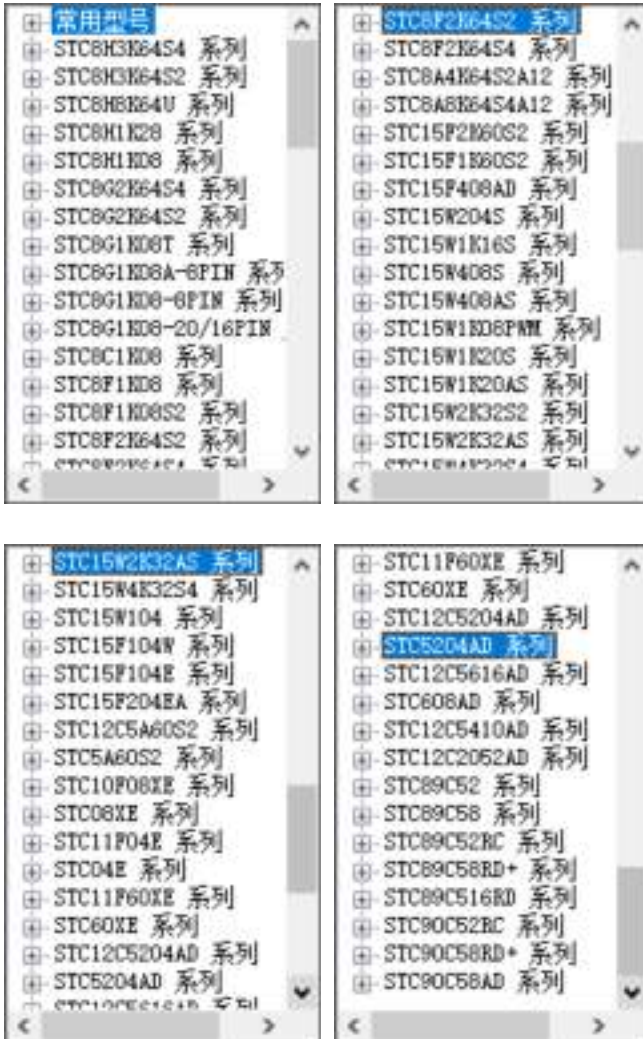 常用型号
STC8H3K64S4 系列
STC8H3K64S2 系列
STC8H8K64U 系列
STC8H1K28 系列
STC8H1K08 系列
STC8G2K64S4 系列
STC8G2K64S2 系列
STC8G1K08T 系列
STC8G1K08A-8PIN 系列
STC8G1K08-8PIN 系列
STC8G1K08-20/16PIN
STC8C1K08 系列
STC8F1K08 系列
STC8F1K08S2 系列
STC8F2K64S2 系列
STC8F2K64S4 系列
STC8F2K64S2 系列
STC8F2K64S4 系列
STC8A4K64S2A12 系列
STC8A8K64S4A12 系列
STC15F2K60S2 系列
STC15F1K60S2 系列
STC15F408AD 系列
STC15W204S 系列
STC15W1K16S 系列
STC15W408S 系列
STC15W408AS 系列
STC15W1K08PWM 系列
STC15W1K20S 系列
STC15W1K20AS 系列
STC15W2K32S2 系列
STC15W2K32AS 系列
STC15W4K32S4 系列
STC15W2K32AS 系列
STC15W4K32S4 系列
STC15W104 系列
STC15F104W 系列
STC15F104E 系列
STC15F204EA 系列
STC12C5A60S2 系列
STC5A60S2 系列
STC10F08XE 系列
STC08XE 系列
STC11F04E 系列
STC04E 系列
STC11F60XE 系列
STC60XE 系列
STC12C5204AD 系列
STC5204AD 系列
STC12C5616AD 系列
STC11F60XE 系列
STC60XE 系列
STC12C5204AD 系列
STC5204AD 系列
STC12C5616AD 系列
STC608AD 系列
STC12C5410AD 系列
STC12C2052AD 系列
STC89C52 系列
STC89C58 系列
STC89C52RC 系列
STC89C58RD+ 系列
STC89C516RD 系列
STC90C52RC 系列
STC90C58RD+ 系列
STC90C58AD 系列